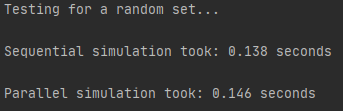 Testing for a random set...
Sequential simulation took: 0.138 seconds
Parallel simulation took: 0.146 seconds